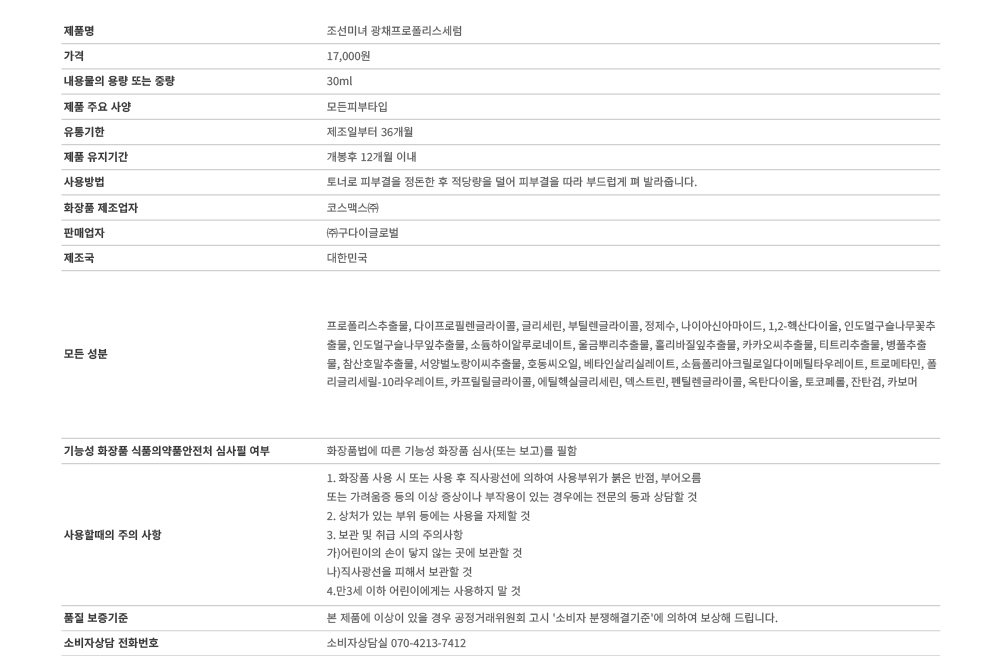 제품명 조선미녀 광채프로폴리스세럼
가격 17,000원
내용물의 용량 또는 중량 30ml
제품 주요 사양 모든피부타입
유통기한 제조일부터 36개월
제품 유지기간 개봉후 12개월 이내
사용방법 토너로 피부결을 정돈한 후 적당량을 덜어 피부결을 따라 부드럽게 펴 발라줍니다.
화장품 제조업자 코스맥스㈜
판매업자 ㈜구다이글로벌
제조국 대한민국
모든 성분
프로폴리스추출물, 다이프로필렌글라이콜, 글리세린, 부틸렌글라이콜, 정제수, 나이아신아마이드, 1,2-헥산다이올, 인도멀구슬나무꽃추
출물, 인도멀구슬나무잎추출물, 소듐하이알루로네이트, 울금뿌리추출물, 홀리바질잎추출물, 카카오씨추출물, 티트리추출물, 병풀추출
물, 참산호말추출물, 서양벌노랑이씨추출물, 호동씨오일, 베타인살리실레이트, 소듐폴리아크릴로일다이메틸타우레이트, 트로메타민, 폴
리글리세릴-10라우레이트, 카프릴릴글라이콜, 에틸헥실글리세린, 덱스트린, 펜틸렌글라이콜, 옥탄다이올, 토코페롤, 잔탄검, 카보머
기능성 화장품 식품의약품안전처 심사필 여부 화장품법에 따른 기능성 화장품 심사(또는 보고)를 필함
사용할때의 주의 사항
1. 화장품 사용 시 또는 사용 후 직사광선에 의하여 사용부위가 붉은 반점, 부어오름
또는 가려움증 등의 이상 증상이나 부작용이 있는 경우에는 전문의 등과 상담할 것
2. 상처가 있는 부위 등에는 사용을 자제할 것
3. 보관 및 취급 시의 주의사항
가)어린이의 손이 닿지 않는 곳에 보관할 것
나)직사광선을 피해서 보관할 것
4.만3세 이하 어린이에게는 사용하지 말 것
품질 보증기준 본 제품에 이상이 있을 경우 공정거래위원회 고시 '소비자 분쟁해결기준'에 의하여 보상해 드립니다.
소비자상담 전화번호 소비자상담실 070-4213-7412